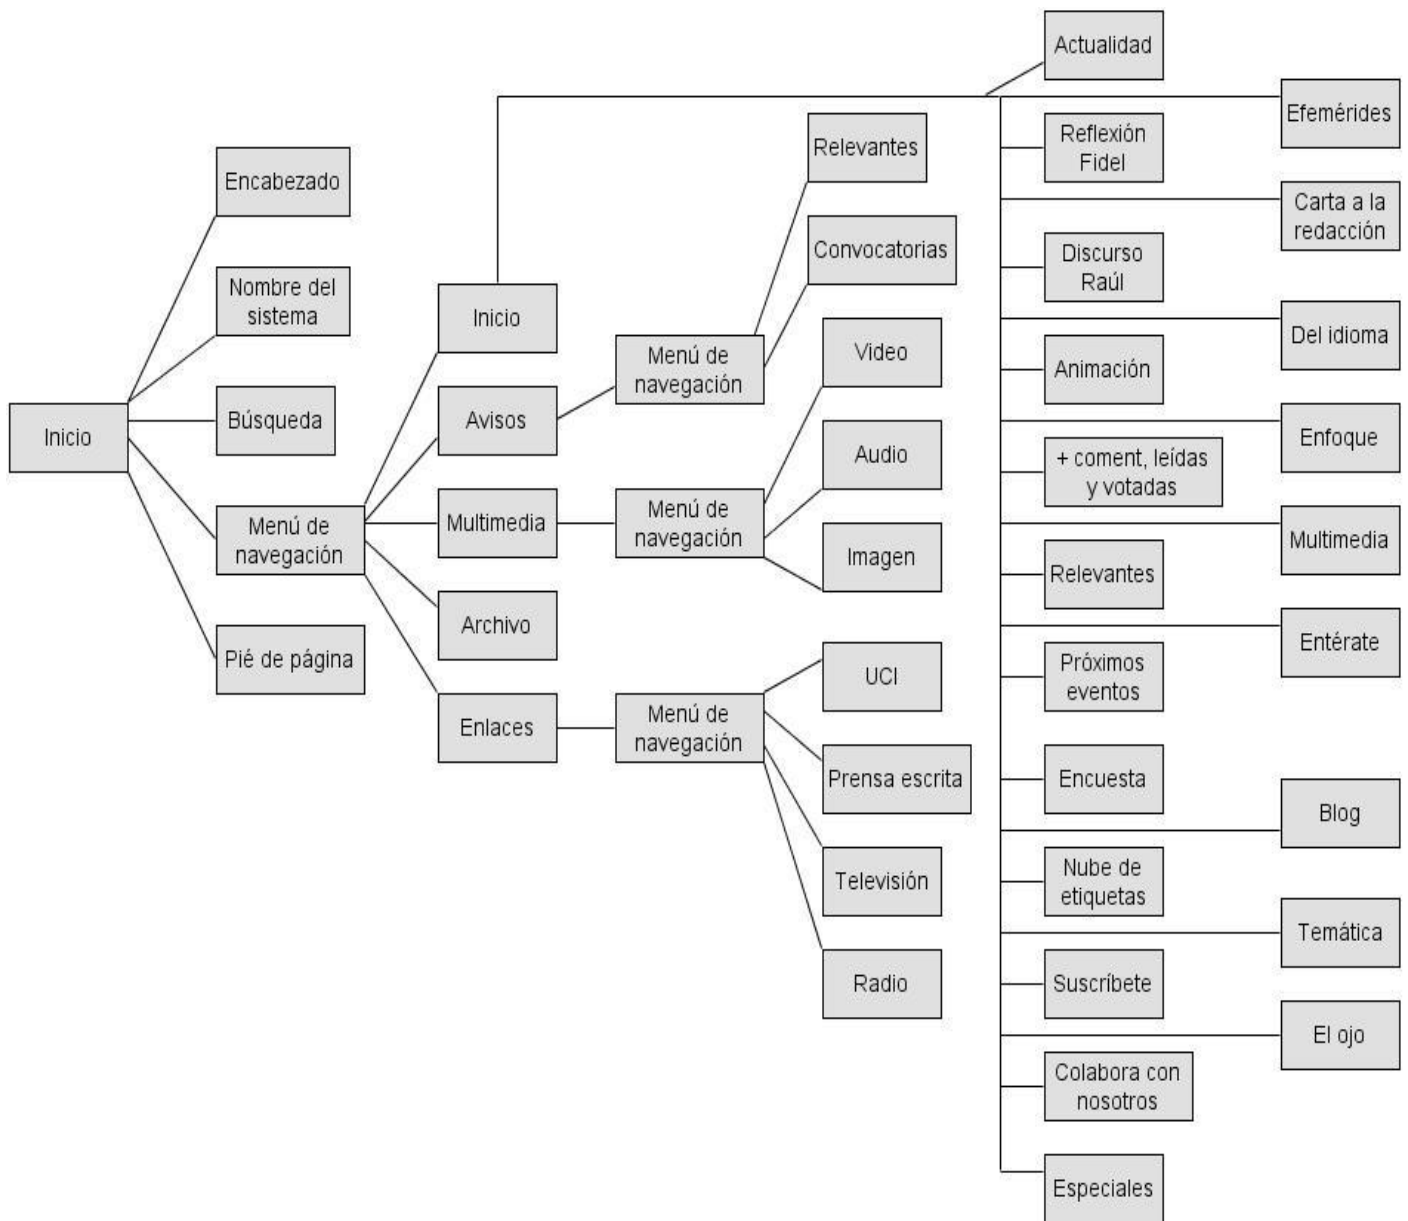 Inicio
Encabezado
Nombre del
sistema
Búsqueda
Menú de
navegación
Pié de página
Inicio
Avisos
Multimedia
Archivo
Enlaces
Menú de
navegación
Menú de
navegación
Menú de
navegación
Relevantes
Convocatorias
Video
Audio
Imagen
UCI
Prensa escrita
Televisión
Radio
Actualidad
Reflexión
Fidel
Discurso
Raúl
Animación
+ coment, leídas
y votadas
Relevantes
Próximos
eventos
Encuesta
Nube de
etiquetas
Suscríbete
Colabora con
nosotros
Especiales
Efemérides
Carta a la
redacción
Del idioma
Enfoque
Multimedia
Entérate
Blog
Temática
El ojo